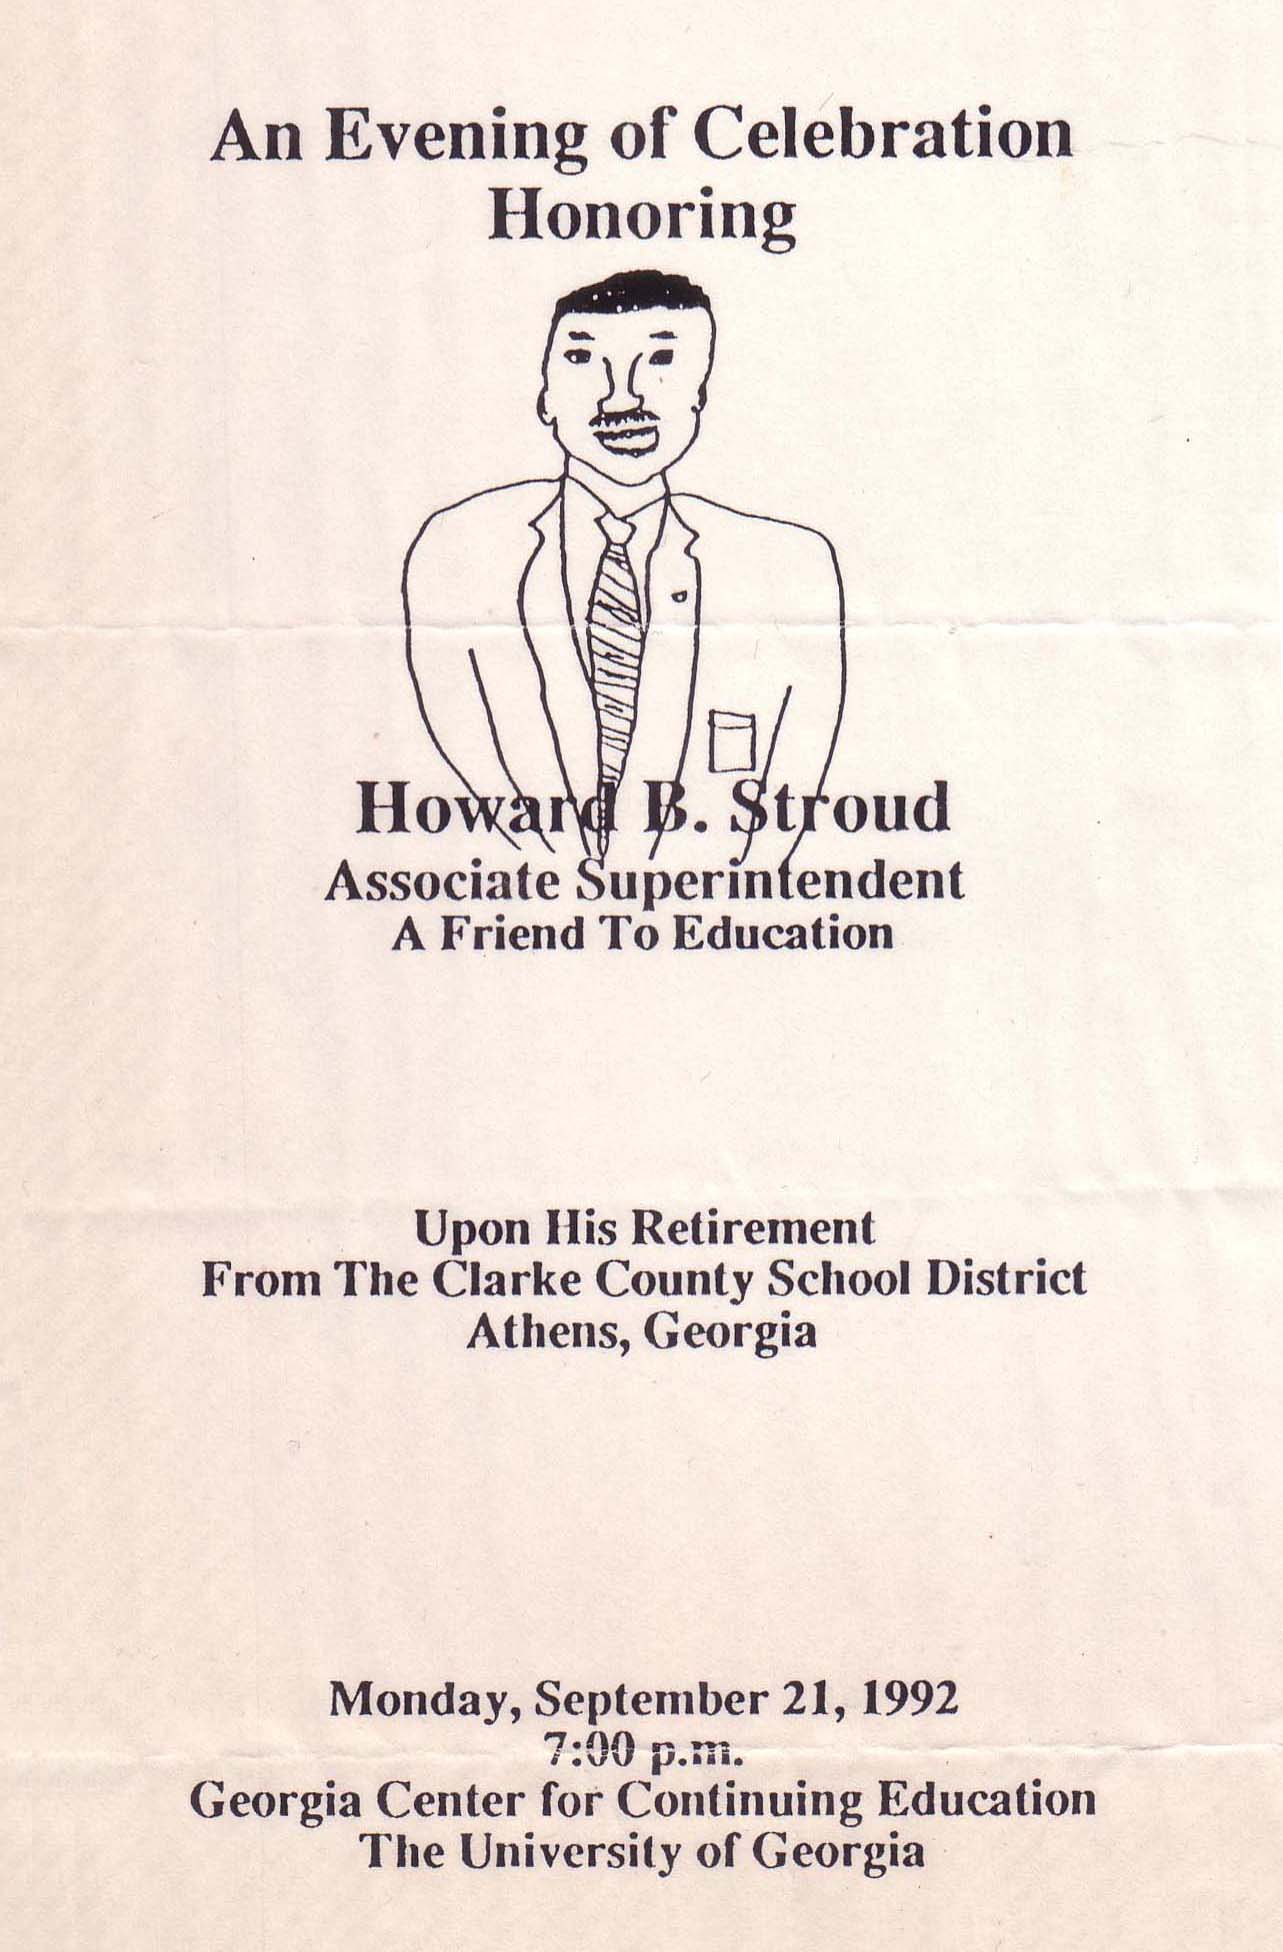 An Evening of Celebration
Honoring
Howard B. Stroud
Associate Superintendent
A Friend To Education
Upon His Retirement
From The Clarke County School District
Athens, Georgia
Monday, September 21, 1992
7:00 p.m.
Georgia Center for Continuing Education
The University of Georgia